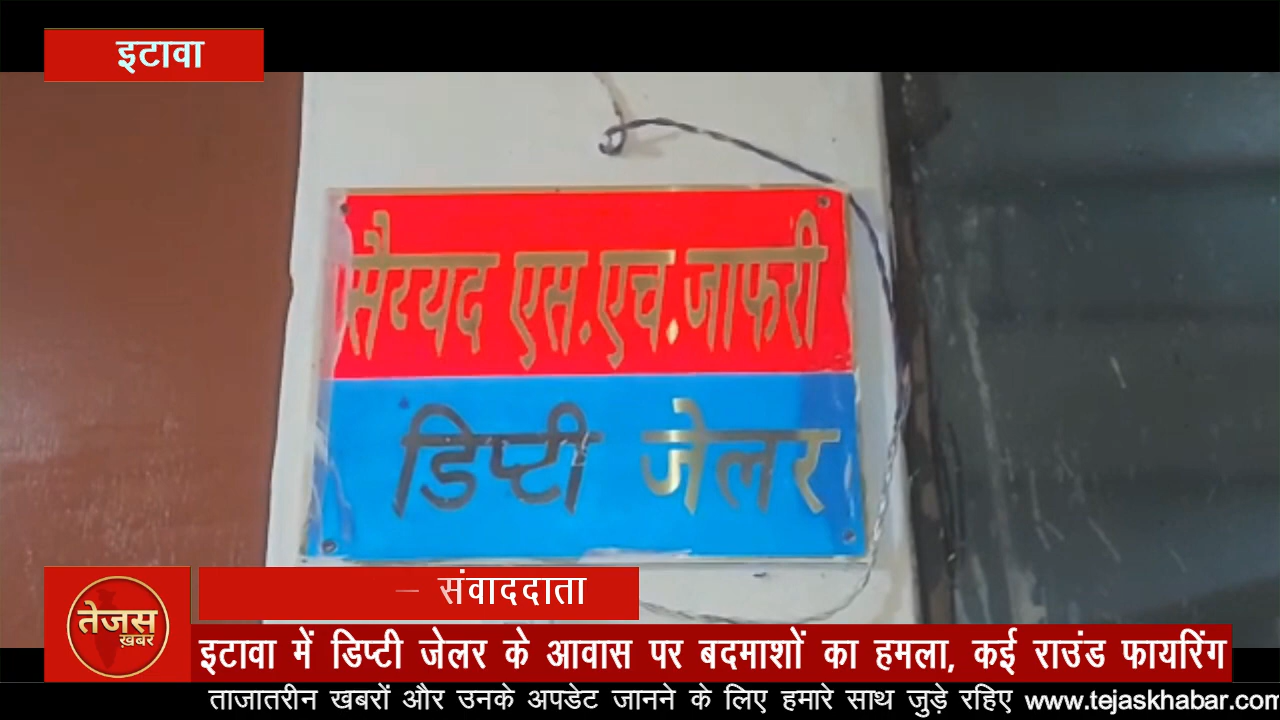 इटावा
सैय्यद एस.एच.जाफरी
डिप्टी जेलर
तेजस
ख़बर
– संवाददाता
इटावा में डिप्टी जेलर के आवास पर बदमाशों का हमला, कई राउंड फायरिंग
ताजातरीन खबरों और उनके अपडेट जानने के लिए हमारे साथ जुड़े रहिए www.tejaskhabar.com